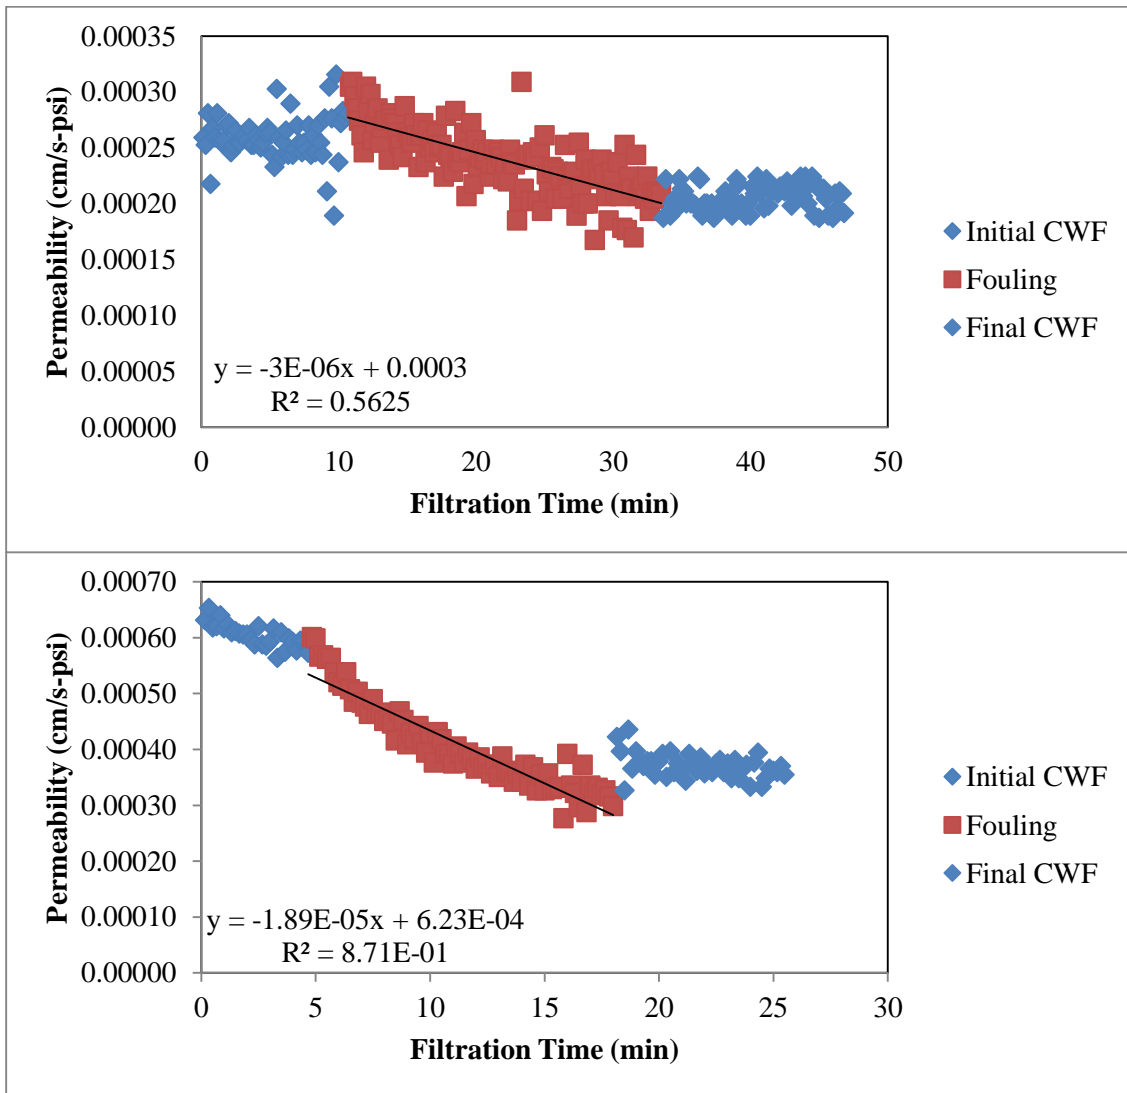 Permeability (cm/s-psi)
0.00035
0.00030
0.00025
0.00020
0.00015
0.00010
0.00005
0.00000
y = -3E-06x + 0.0003
R² = 0.5625
0 10 20 30 40 50
Filtration Time (min)
Initial CWF
Fouling
Final CWF
Permeability (cm/s-psi)
0.00070
0.00060
0.00050
0.00040
0.00030
0.00020
0.00010
0.00000
y = -1.89E-05x + 6.23E-04
R² = 8.71E-01
0 5 10 15 20 25 30
Filtration Time (min)
Initial CWF
Fouling
Final CWF